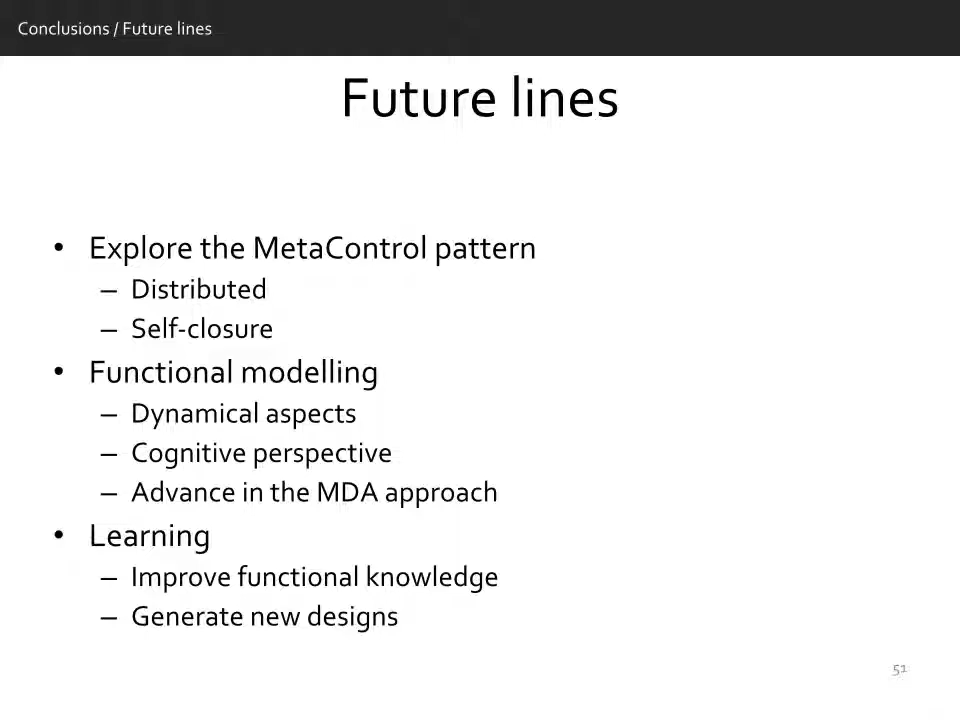 Conclusions / Future lines
Future lines
• Explore the MetaControl pattern
– Distributed
– Self-closure
• Functional modelling
– Dynamical aspects
– Cognitive perspective
– Advance in the MDA approach
• Learning
– Improve functional knowledge
– Generate new designs
51